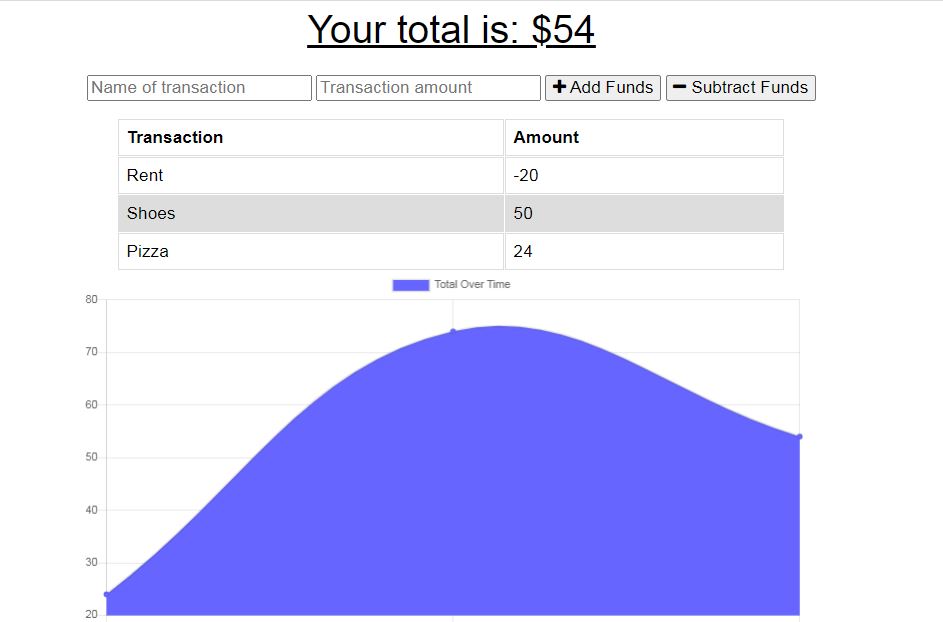 Your total is: $54
Name of transaction Transaction amount + Add Funds − Subtract Funds
Transaction Amount
Rent -20
Shoes 50
Pizza 24
Total Over Time
80
70
60
50
40
30
20